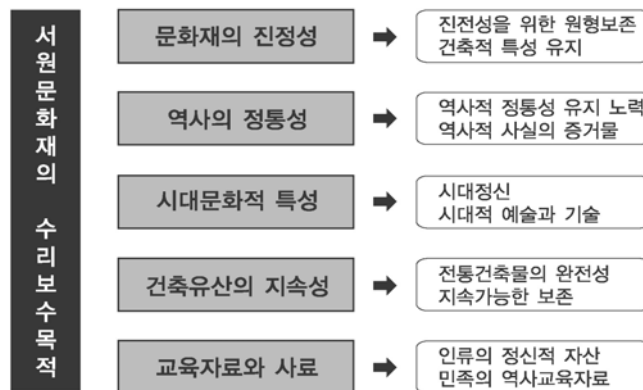 서원문화재의 수리보수목적
문화재의 진정성
진전성을 위한 원형보존
건축적 특성 유지
역사의 정통성
역사적 정통성 유지 노력
역사적 사실의 증거물
시대문화적 특성
시대정신
시대적 예술과 기술
건축유산의 지속성
전통건축물의 완전성
지속가능한 보존
교육자료와 사료
인류의 정신적 자산
민족의 역사교육자료